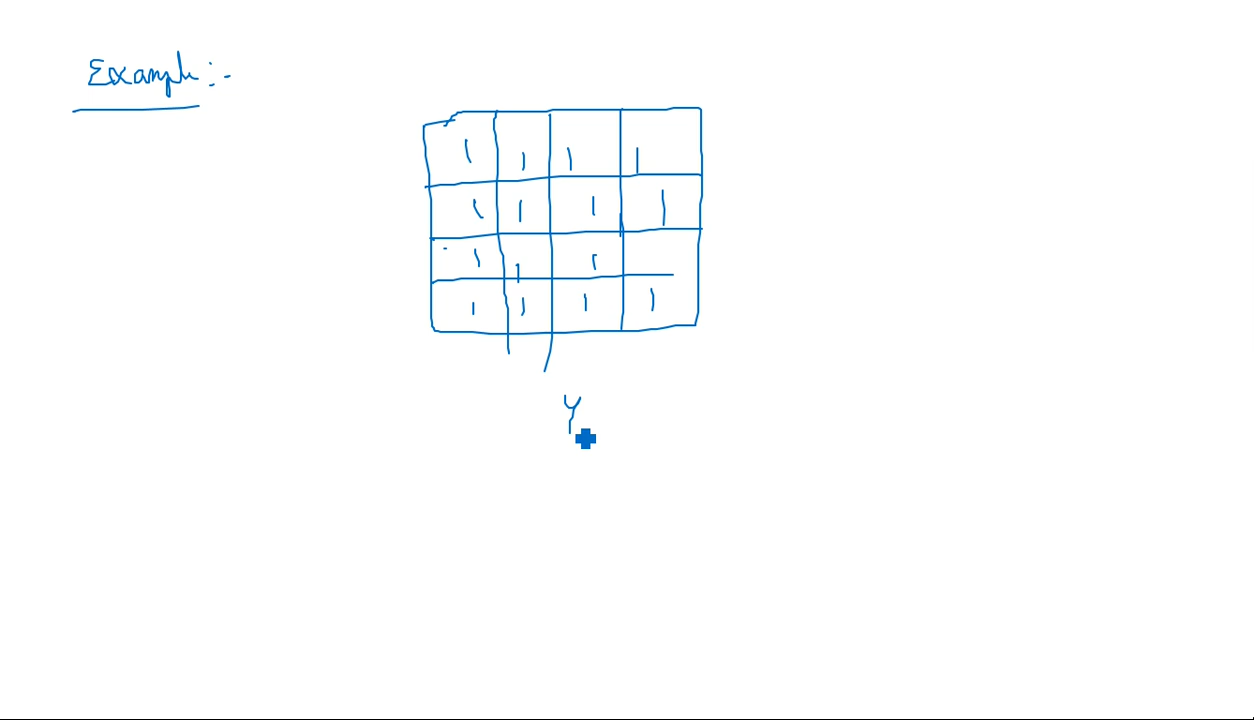 Example:-
1 1 1 1
1 1 1 1
1 1 1
1 1 1 1
Y